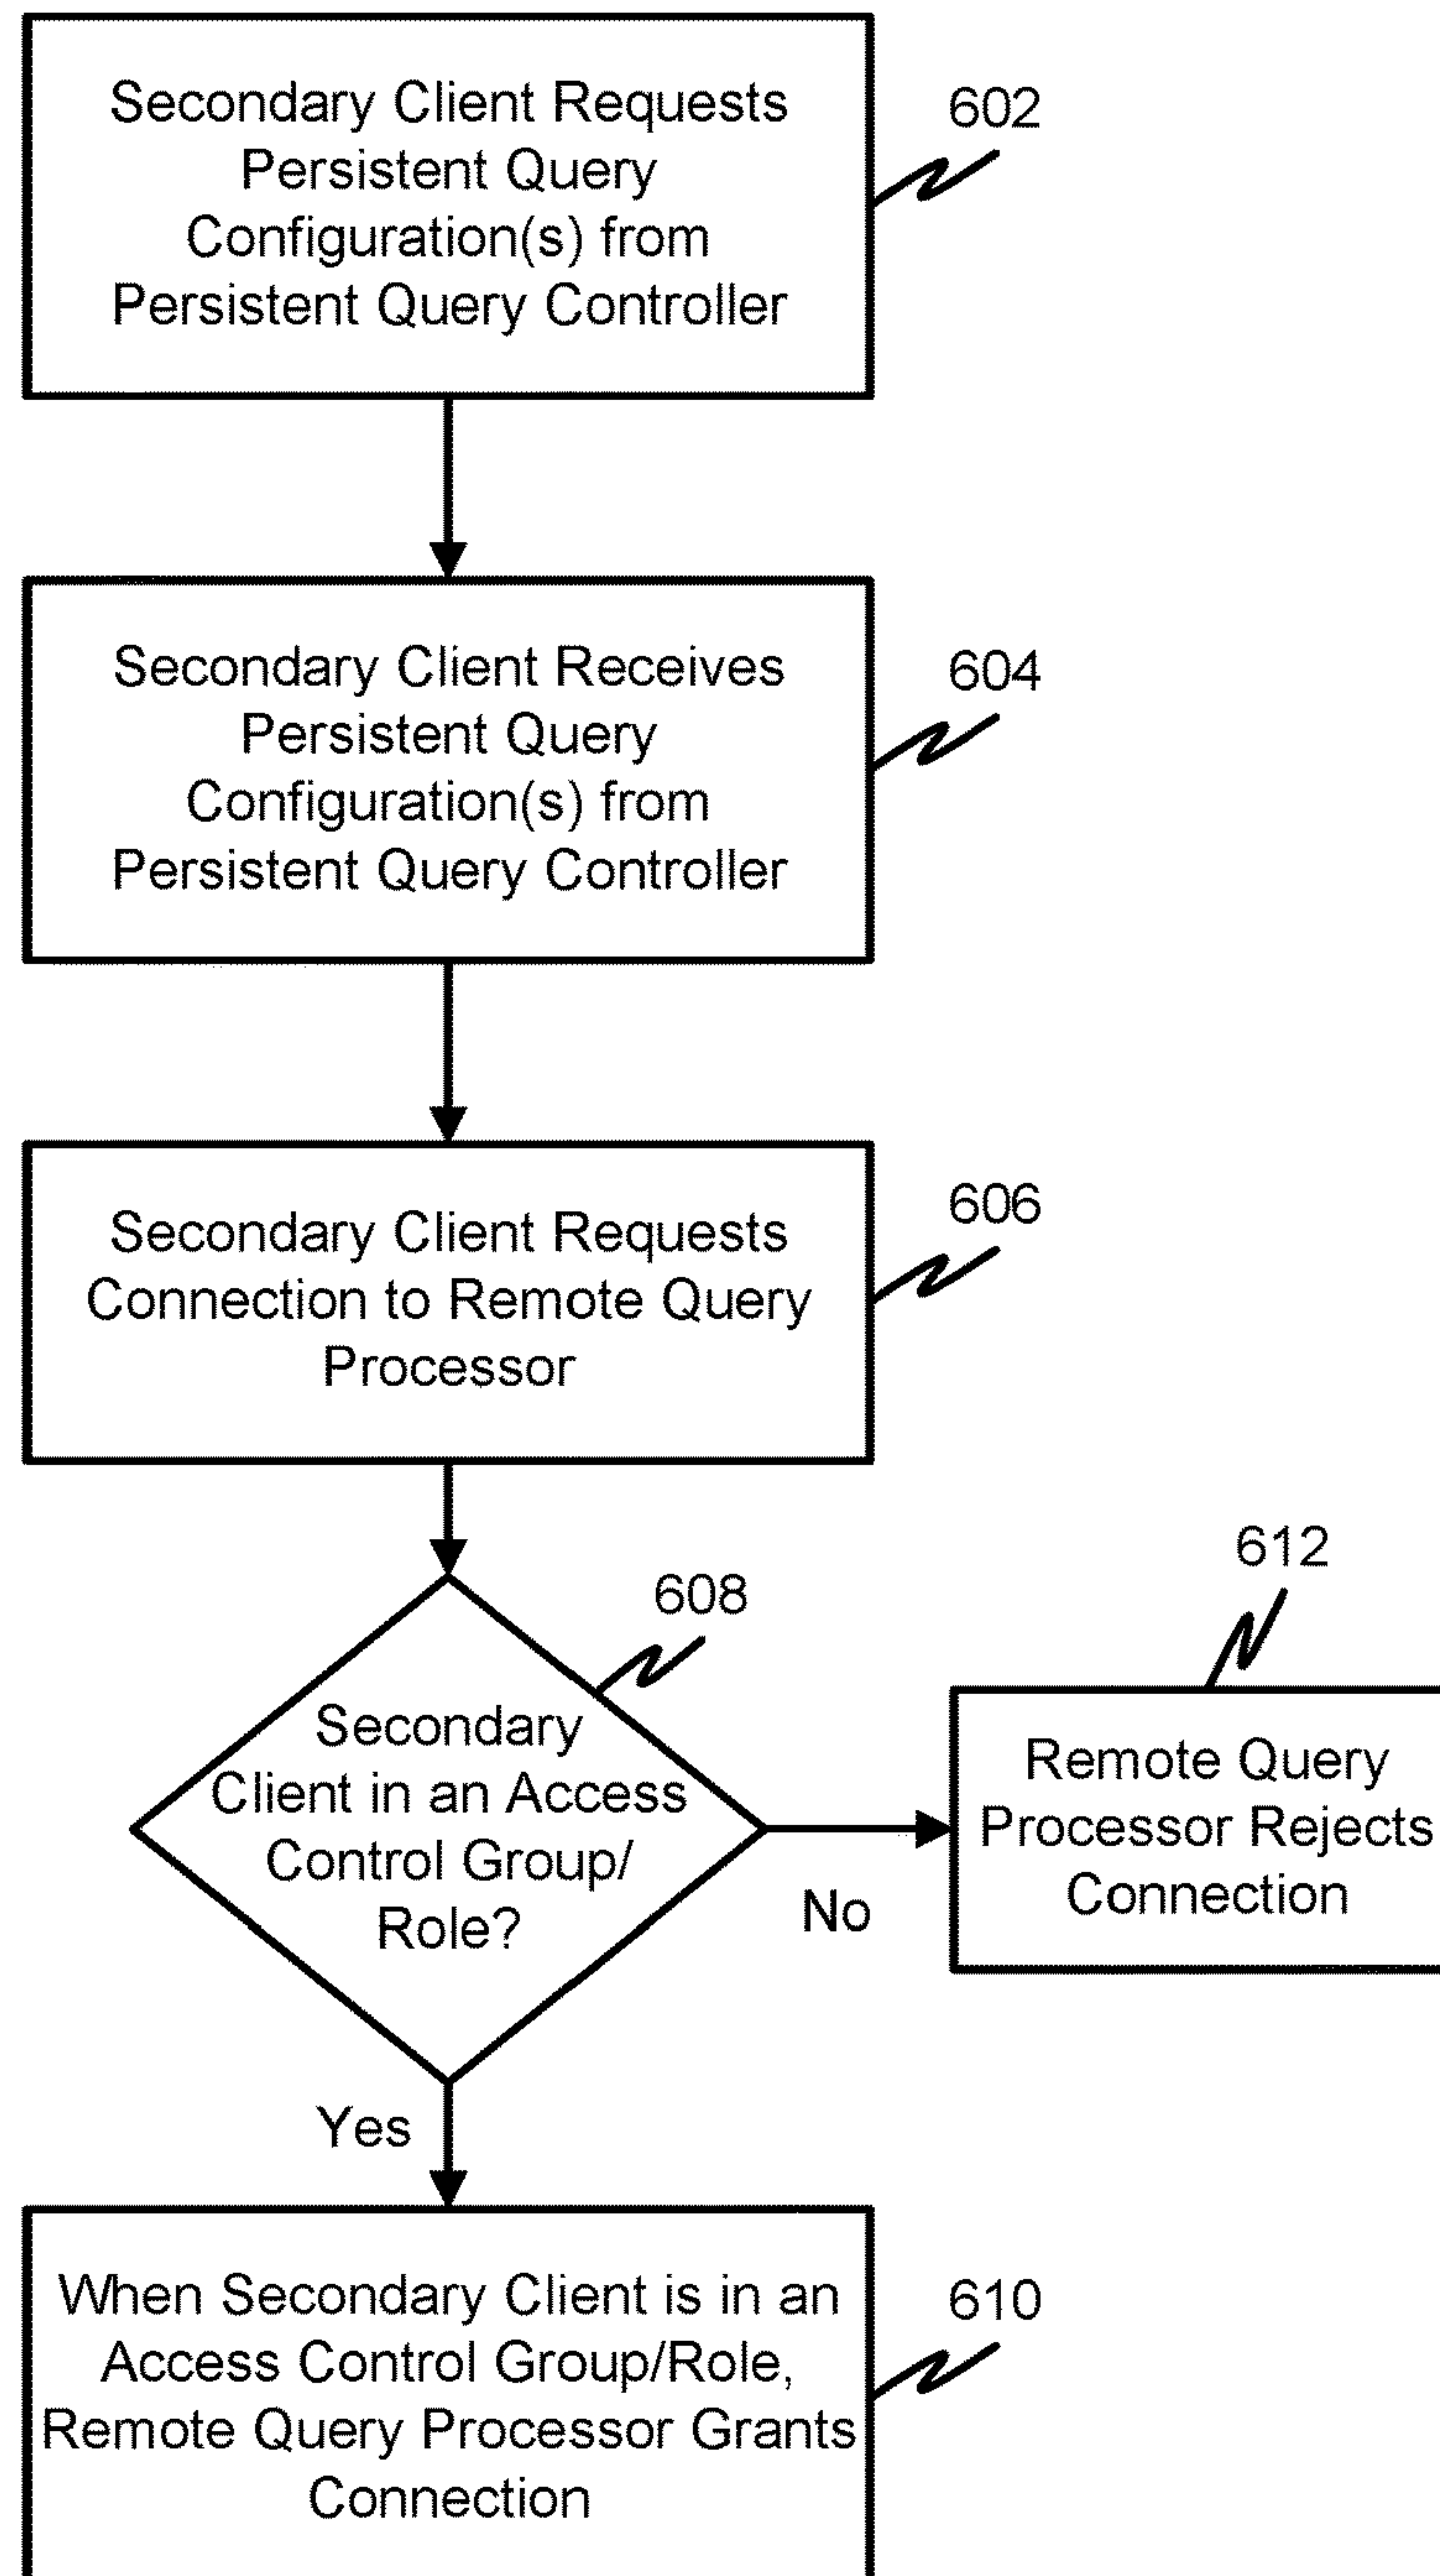 Secondary Client Requests
Persistent Query
Configuration(s) from
Persistent Query Controller
602
Secondary Client Receives
Persistent Query
Configuration(s) from
Persistent Query Controller
604
Secondary Client Requests
Connection to Remote Query
Processor
606
608
Secondary
Client in an Access
Control Group/
Role?
No
612
Remote Query
Processor Rejects
Connection
Yes
When Secondary Client is in an
Access Control Group/Role,
Remote Query Processor Grants
Connection
610